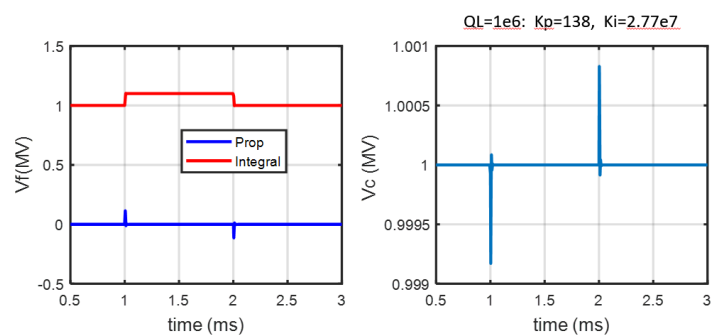 QL=1e6: Kp=138, Ki=2.77e7
1.5
1
0.5
0
-0.5
Vf(MV)
Prop
Integral
0.5 1 1.5 2 2.5 3
time (ms)
1.001
1.0005
1
0.9995
0.999
Vc (MV)
0.5 1 1.5 2 2.5 3
time (ms)